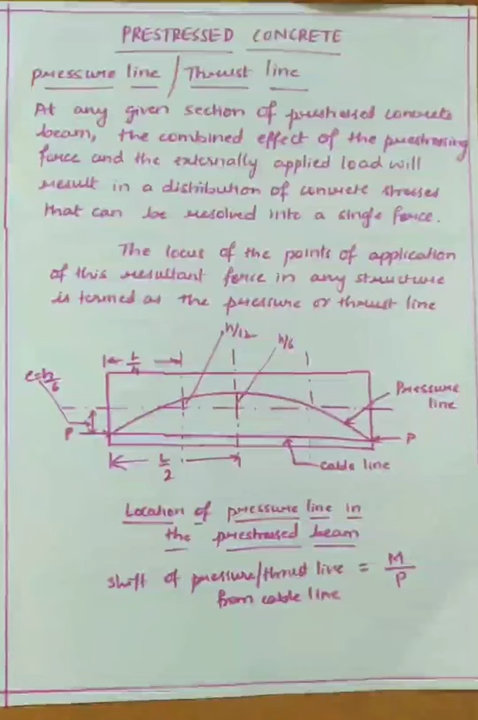 PRESTRESSED CONCRETE
pressure line / Thrust line
At any given section of prestressed concrete
beam, the combined effect of the prestressing
force and the externally applied load will
result in a distribution of concrete stresses
that can be resolved into a single force.
The locus of the points of application
of this resultant force in any structure
is termed as the pressure or thrust line
h/12
h/6
L/4
e=h/6
Pressure
line
P
P
L/2
cable line
Location of pressure line in
the prestressed beam
shift of pressure/thrust line = M/P
from cable line